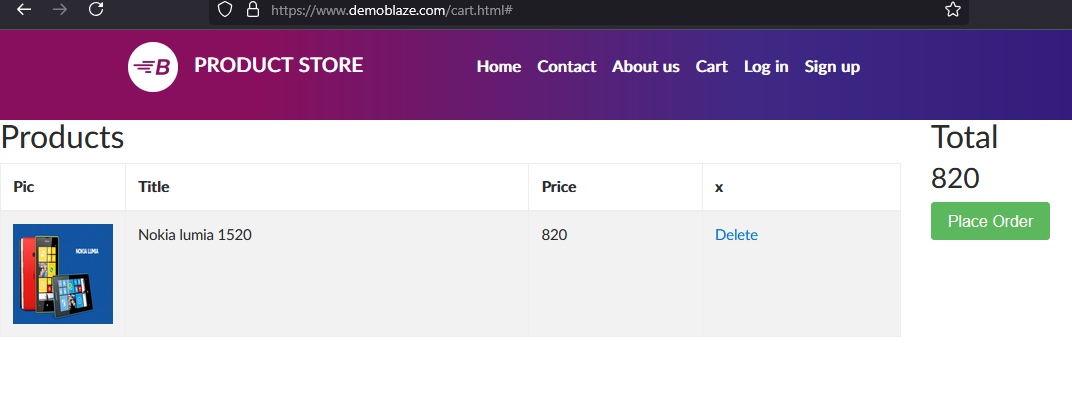 https://www.demoblaze.com/cart.html#
B PRODUCT STORE Home Contact About us Cart Log in Sign up
Products
Total
820
Place Order
Pic Title Price x
NOKIA LUMIA
Nokia lumia 1520 820 Delete